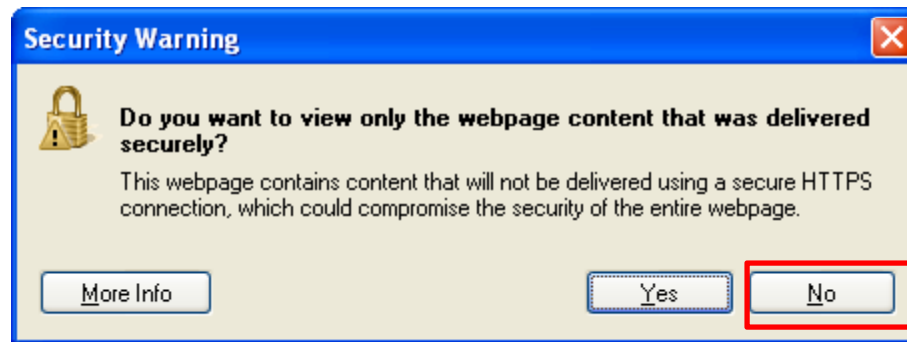 Security Warning
Do you want to view only the webpage content that was delivered
securely?
This webpage contains content that will not be delivered using a secure HTTPS
connection, which could compromise the security of the entire webpage.
More Info
Yes
No